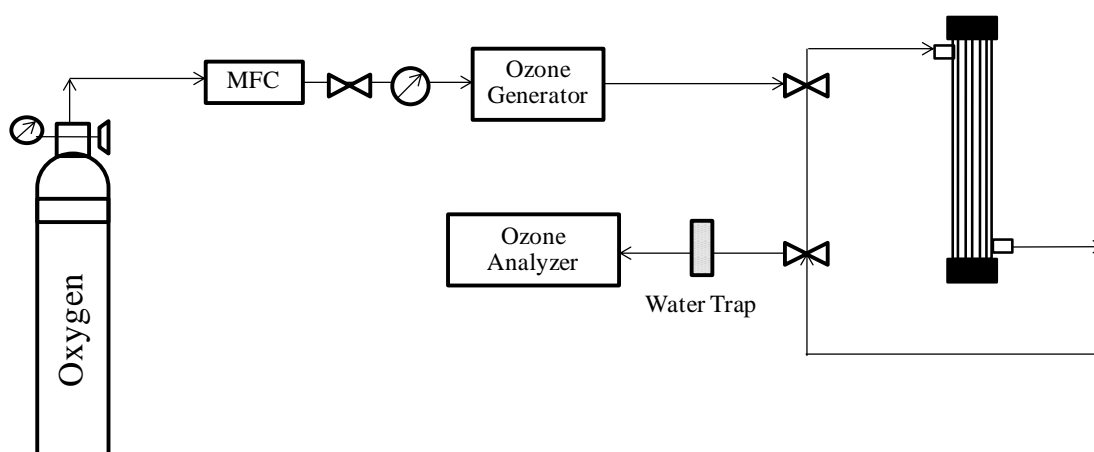 MFC
Ozone
Generator
Ozone
Analyzer
Water Trap
Oxygen